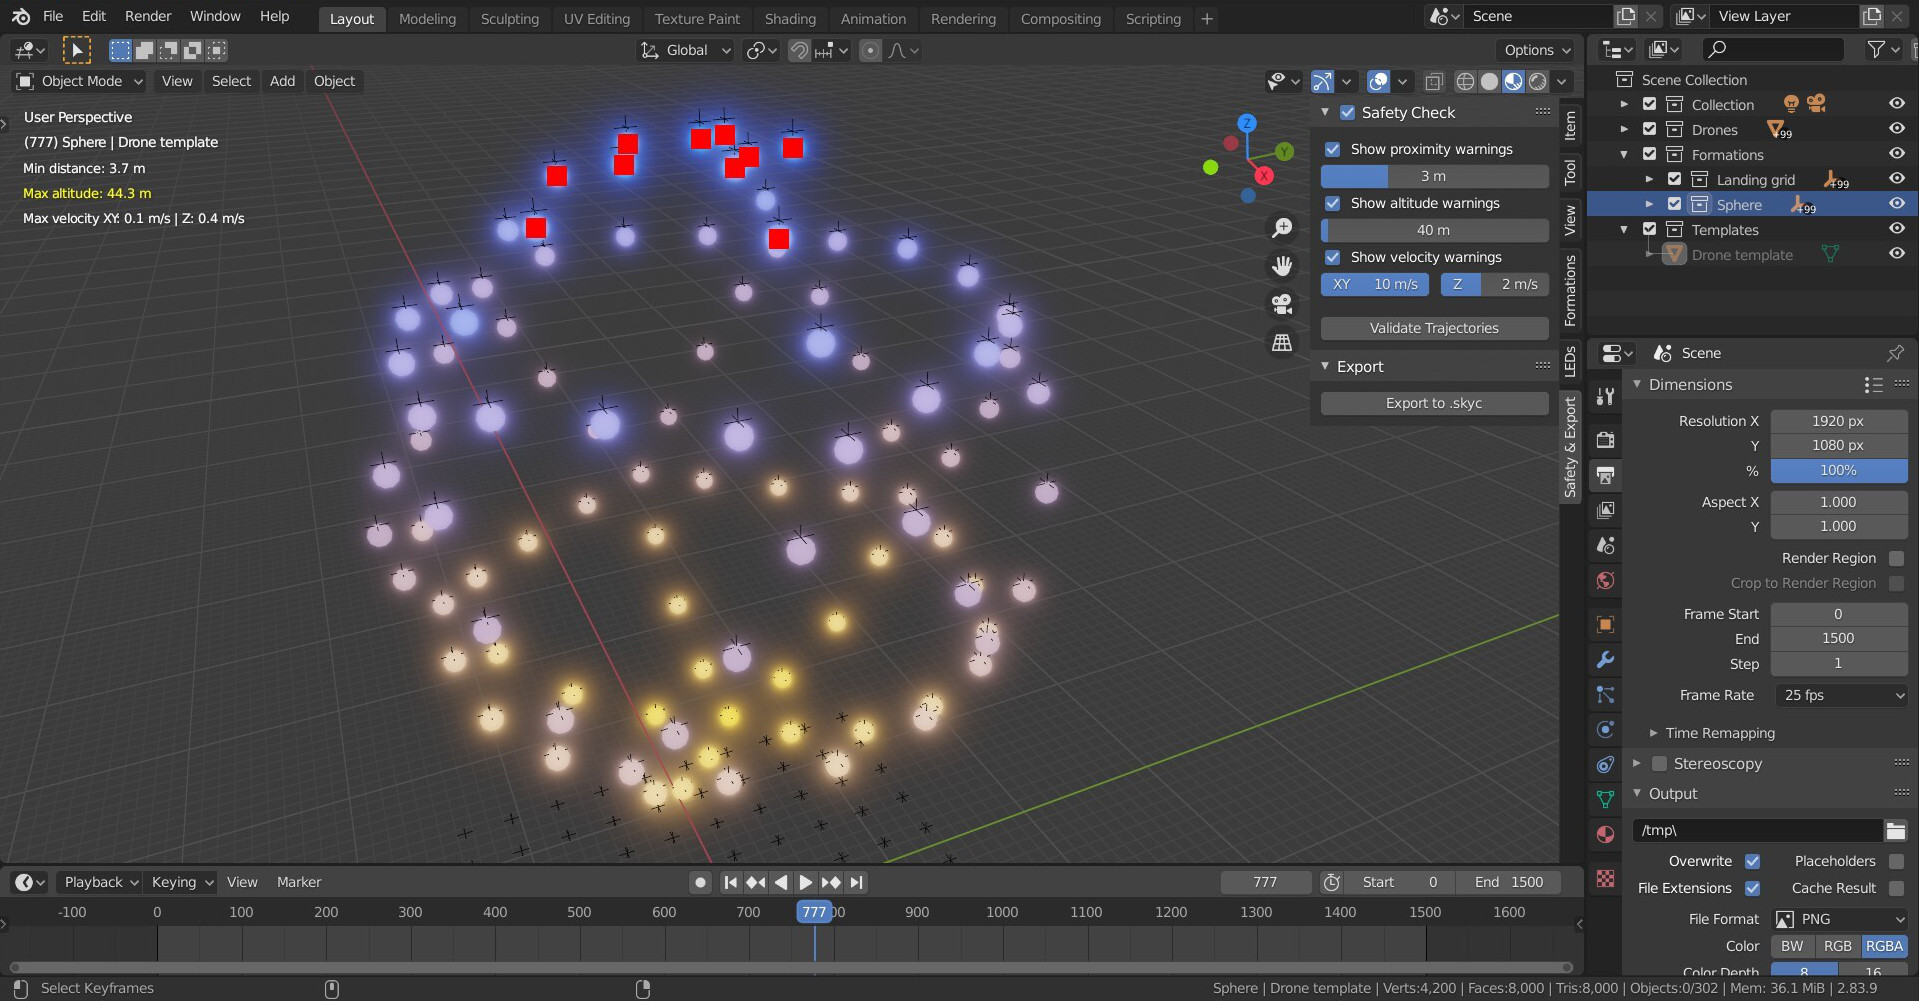 File Edit Render Window Help
Layout Modeling Sculpting UV Editing Texture Paint Shading Animation Rendering Compositing Scripting +
Scene
View Layer
Global
Options
Object Mode View Select Add Object
User Perspective
(777) Sphere | Drone template
Min distance: 3.7 m
Max altitude: 44.3 m
Max velocity XY: 0.1 m/s | Z: 0.4 m/s
Z
Y
X
Safety Check
Show proximity warnings
3 m
Show altitude warnings
40 m
Show velocity warnings
XY 10 m/s Z 2 m/s
Validate Trajectories
Export
Export to .skyc
Item
Tool
View
Formations
LEDs
Safety & Export
Scene Collection
Collection
Drones +99
Formations
Landing grid +99
Sphere +99
Templates
Drone template
Scene
Dimensions
Resolution X 1920 px
Y 1080 px
% 100%
Aspect X 1.000
Y 1.000
Render Region
Crop to Render Region
Frame Start 0
End 1500
Step 1
Frame Rate 25 fps
Time Remapping
Stereoscopy
Output
/tmp\
Overwrite Placeholders
File Extensions Cache Result
File Format PNG
Color BW RGB RGBA
Color Depth 8 16
Playback Keying View Marker
777 Start 0 End 1500
-100 0 100 200 300 400 500 600 700 777 00 900 1000 1100 1200 1300 1400 1500 1600
Select Keyframes
Sphere | Drone template | Verts:4,200 | Faces:8,000 | Tris:8,000 | Objects:0/302 | Mem: 36.1 MiB | 2.83.9